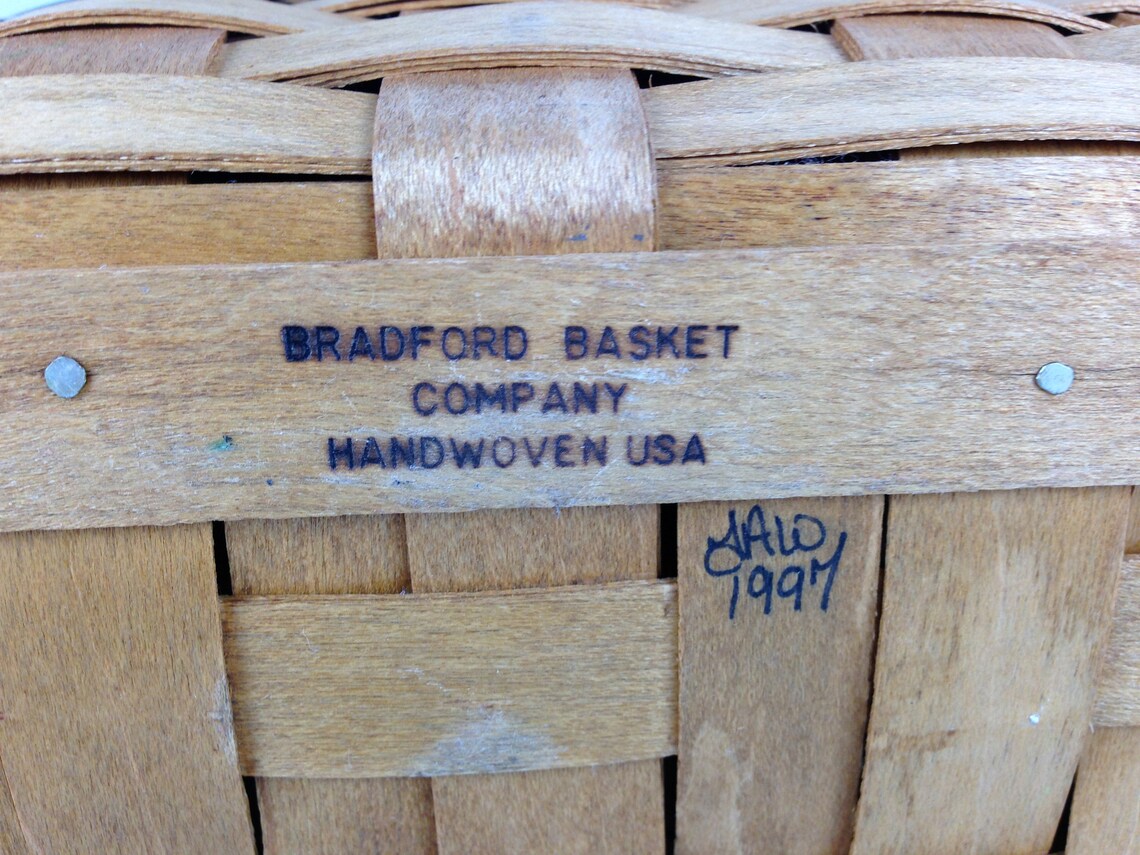 BRADFORD BASKET
COMPANY
HANDWOVEN USA
1997